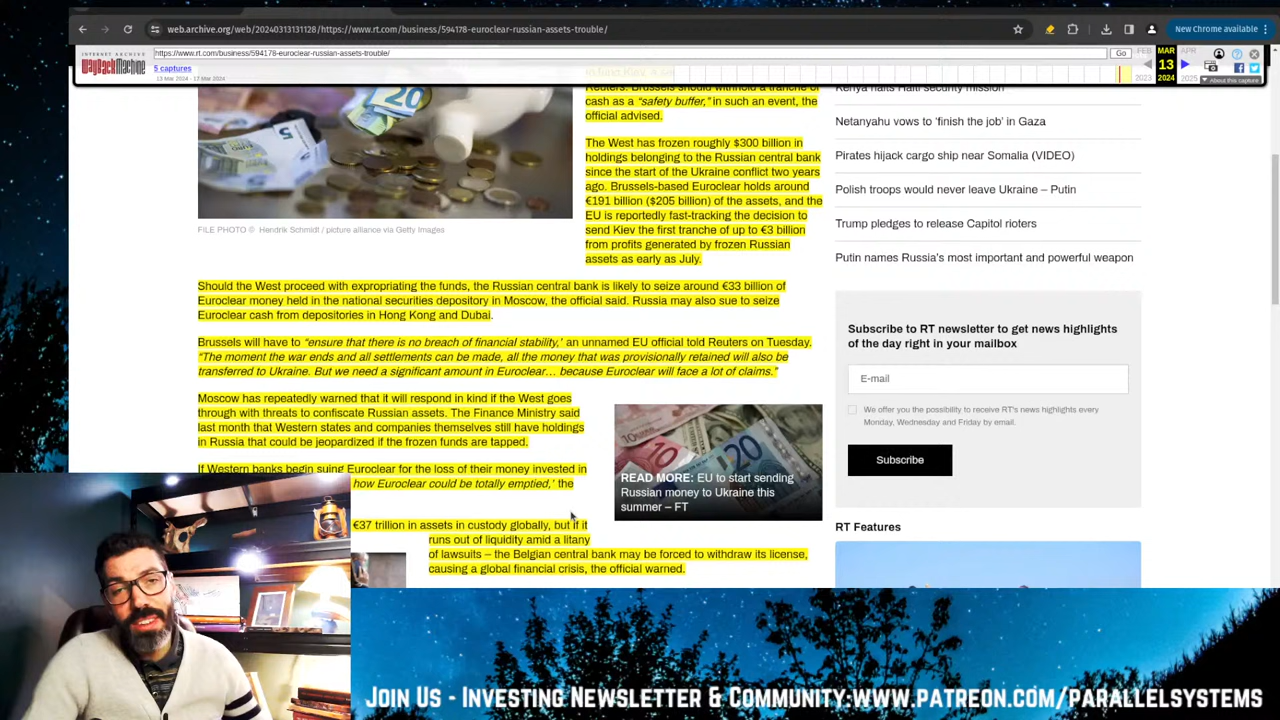 web.archive.org/web/20240313131128/https://www.rt.com/business/594178-euroclear-russian-assets-trouble/
New Chrome available
INTERNET ARCHIVE
WayBackMachine
https://www.rt.com/business/594178-euroclear-russian-assets-trouble/
Go
FEB
MAR
APR
5 captures
13 Mar 2024 - 17 Mar 2024
13
2023
2024
2025
About this capture
Reuters. Brussels should withhold a tranche of
cash as a “safety buffer,” in such an event, the
official advised.
The West has frozen roughly $300 billion in
holdings belonging to the Russian central bank
since the start of the Ukraine conflict two years
ago. Brussels-based Euroclear holds around
€191 billion ($205 billion) of the assets, and the
EU is reportedly fast-tracking the decision to
send Kiev the first tranche of up to €3 billion
from profits generated by frozen Russian
assets as early as July.
FILE PHOTO © Hendrik Schmidt / picture alliance via Getty Images
Should the West proceed with expropriating the funds, the Russian central bank is likely to seize around €33 billion of
Euroclear money held in the national securities depository in Moscow, the official said. Russia may also sue to seize
Euroclear cash from depositories in Hong Kong and Dubai.
Brussels will have to “ensure that there is no breach of financial stability,” an unnamed EU official told Reuters on Tuesday.
“The moment the war ends and all settlements can be made, all the money that was provisionally retained will also be
transferred to Ukraine. But we need a significant amount in Euroclear… because Euroclear will face a lot of claims.”
Moscow has repeatedly warned that it will respond in kind if the West goes
through with threats to confiscate Russian assets. The Finance Ministry said
last month that Western states and companies themselves still have holdings
in Russia that could be jeopardized if the frozen funds are tapped.
If Western banks begin suing Euroclear for the loss of their money invested in
how Euroclear could be totally emptied,’ the
€37 trillion in assets in custody globally, but if it
runs out of liquidity amid a litany
of lawsuits – the Belgian central bank may be forced to withdraw its license,
causing a global financial crisis, the official warned.
READ MORE: EU to start sending
Russian money to Ukraine this
summer – FT
Kenya halts Haiti security mission
Netanyahu vows to ‘finish the job’ in Gaza
Pirates hijack cargo ship near Somalia (VIDEO)
Polish troops would never leave Ukraine – Putin
Trump pledges to release Capitol rioters
Putin names Russia’s most important and powerful weapon
Subscribe to RT newsletter to get news highlights
of the day right in your mailbox
E-mail
We offer you the possibility to receive RT's news highlights every
Monday, Wednesday and Friday by email.
Subscribe
RT Features
Join Us - Investing Newsletter & Community:www.patreon.com/parallelsystems